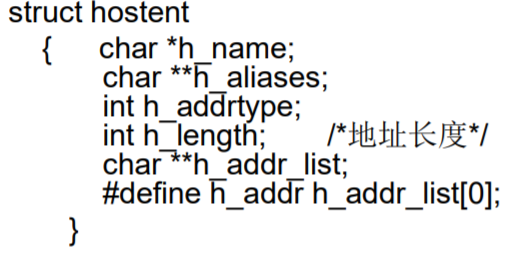 struct hostent
{ char *h_name;
char **h_aliases;
int h_addrtype;
int h_length; /*地址长度*/
char **h_addr_list;
#define h_addr h_addr_list[0];
}